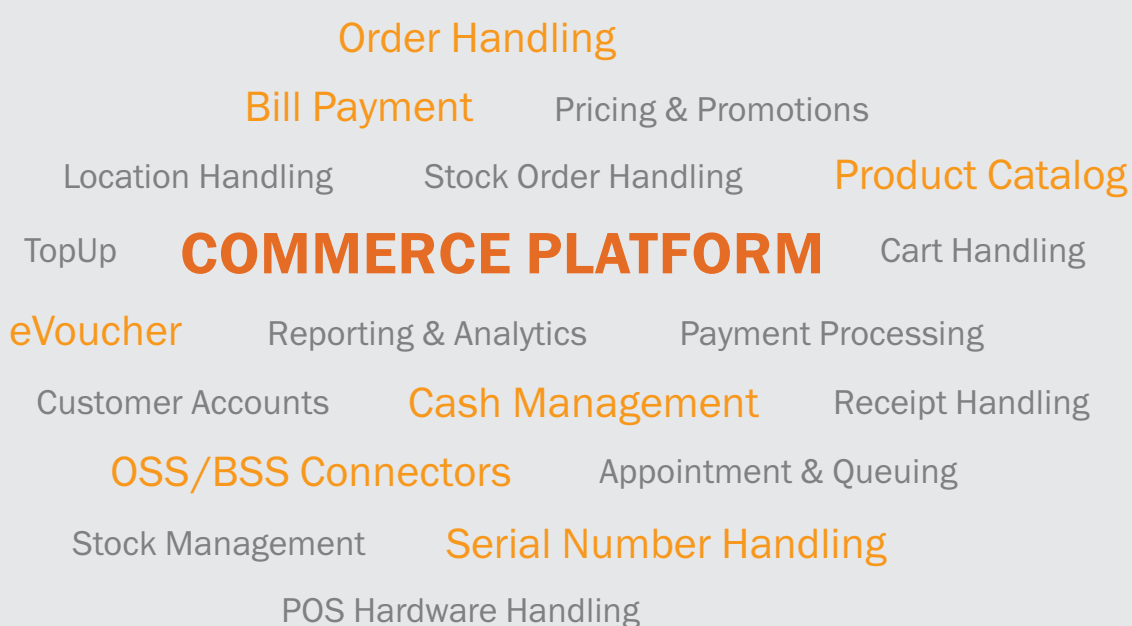 Order Handling
Bill Payment Pricing & Promotions
Location Handling Stock Order Handling Product Catalog
TopUp COMMERCE PLATFORM Cart Handling
eVoucher Reporting & Analytics Payment Processing
Customer Accounts Cash Management Receipt Handling
OSS/BSS Connectors Appointment & Queuing
Stock Management Serial Number Handling
POS Hardware Handling